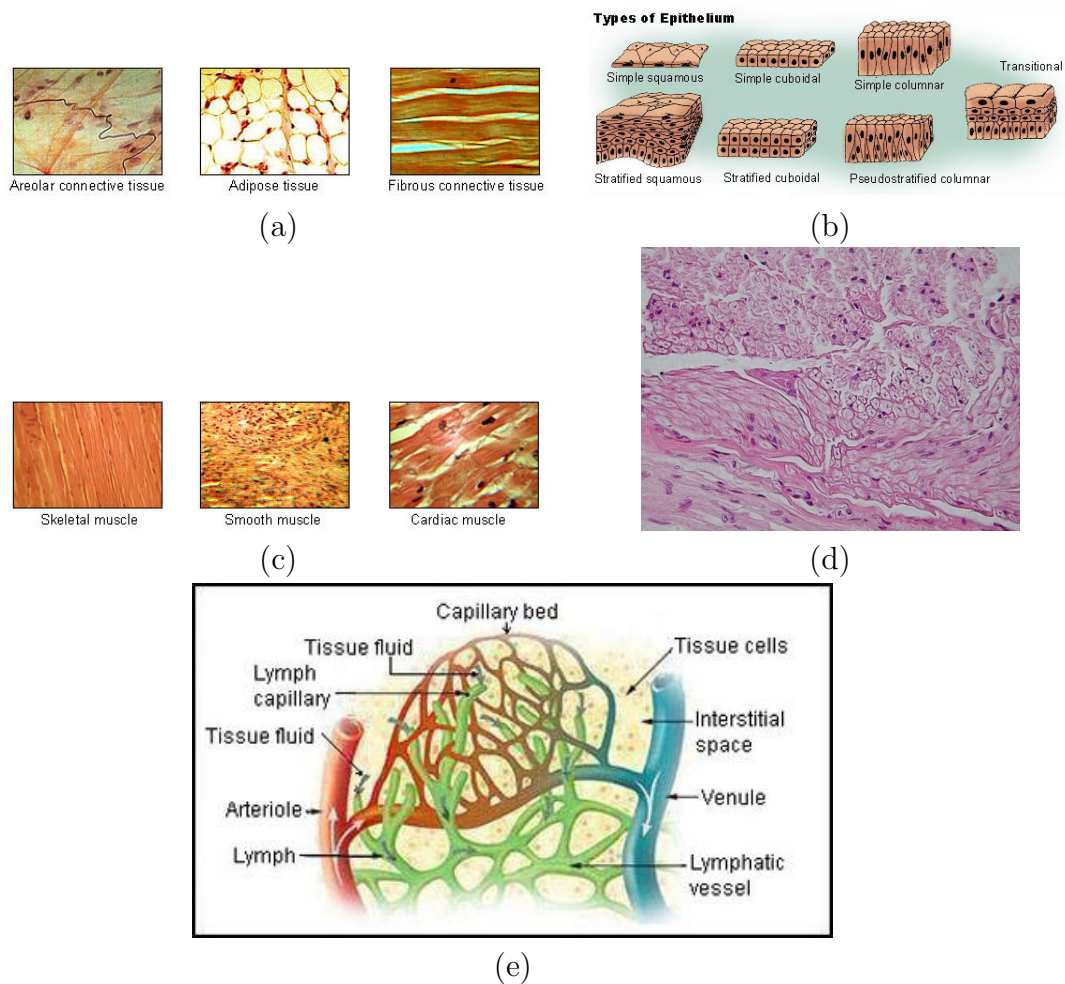 Types of Epithelium
Simple squamous
Simple cuboidal
Simple columnar
Transitional
Stratified squamous
Stratified cuboidal
Pseudostratified columnar
Areolar connective tissue
Adipose tissue
Fibrous connective tissue
(a)
(b)
Skeletal muscle
Smooth muscle
Cardiac muscle
(c)
(d)
Capillary bed
Tissue fluid
Tissue cells
Lymph
capillary
Interstitial
space
Tissue fluid
Arteriole
Venule
Lymph
Lymphatic
vessel
(e)